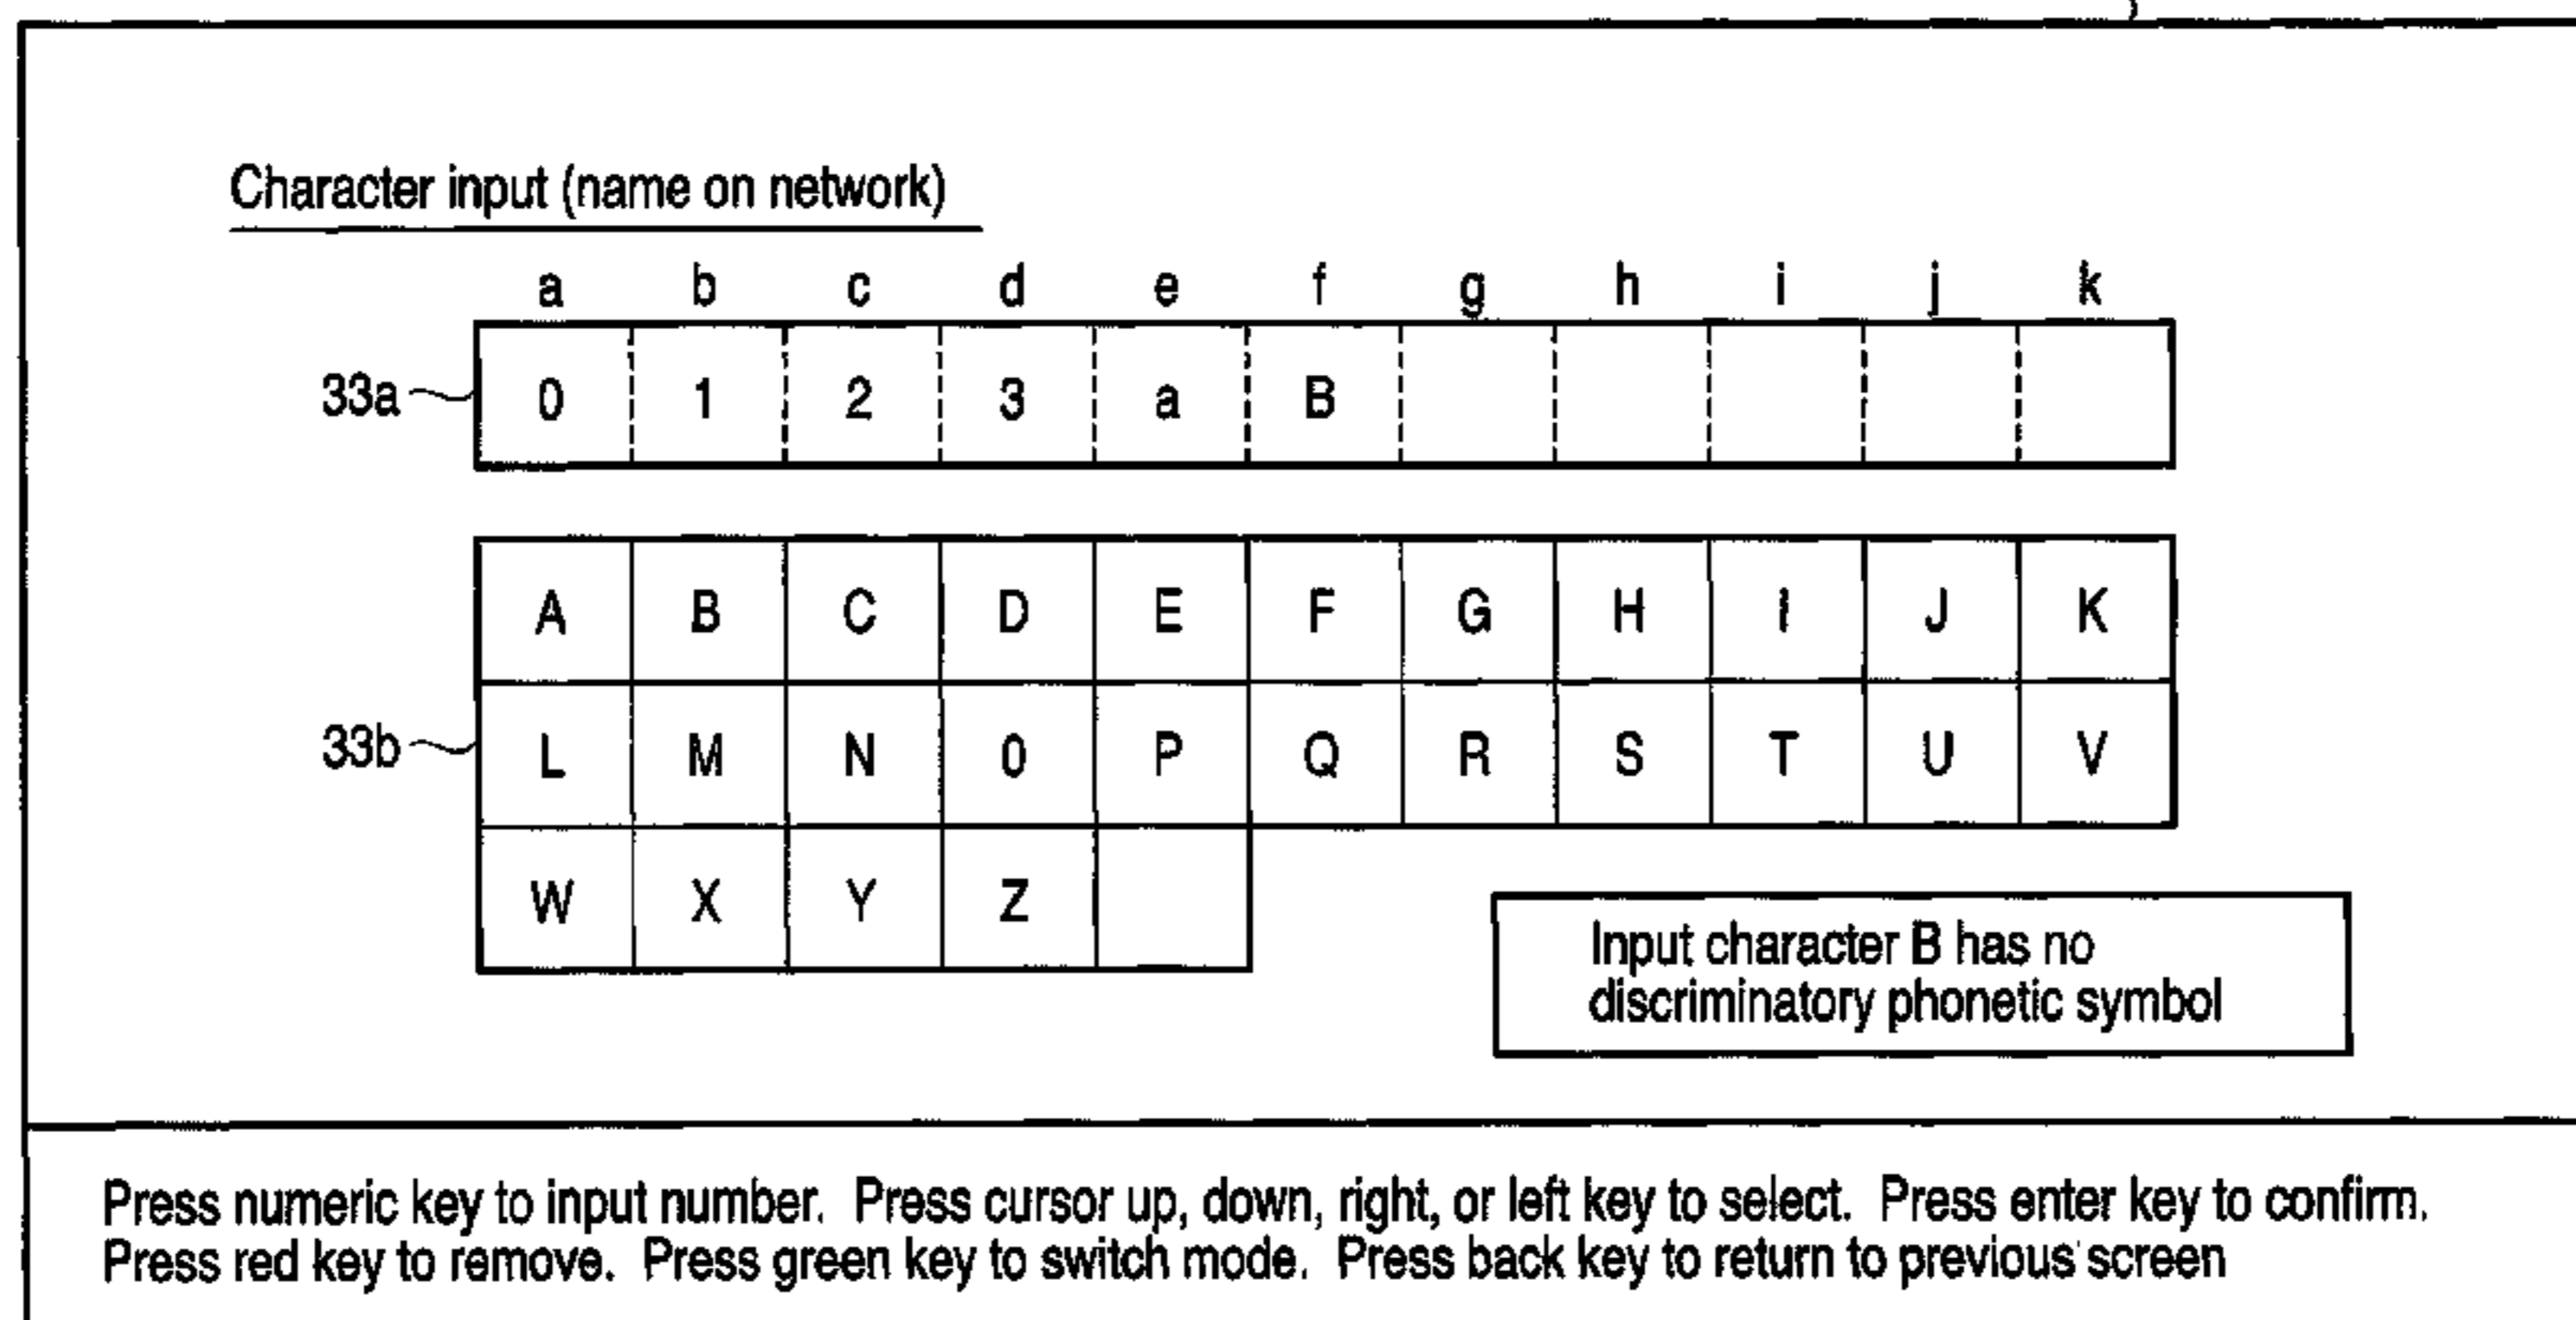 Character input (name on network)
a b c d e f g h i j k
33a 0 1 2 3 a B
A B C D E F G H I J K
33b L M N 0 P Q R S T U V
W X Y Z
Input character B has no
discriminatory phonetic symbol
Press numeric key to input number. Press cursor up, down, right, or left key to select. Press enter key to confirm.
Press red key to remove. Press green key to switch mode. Press back key to return to previous screen